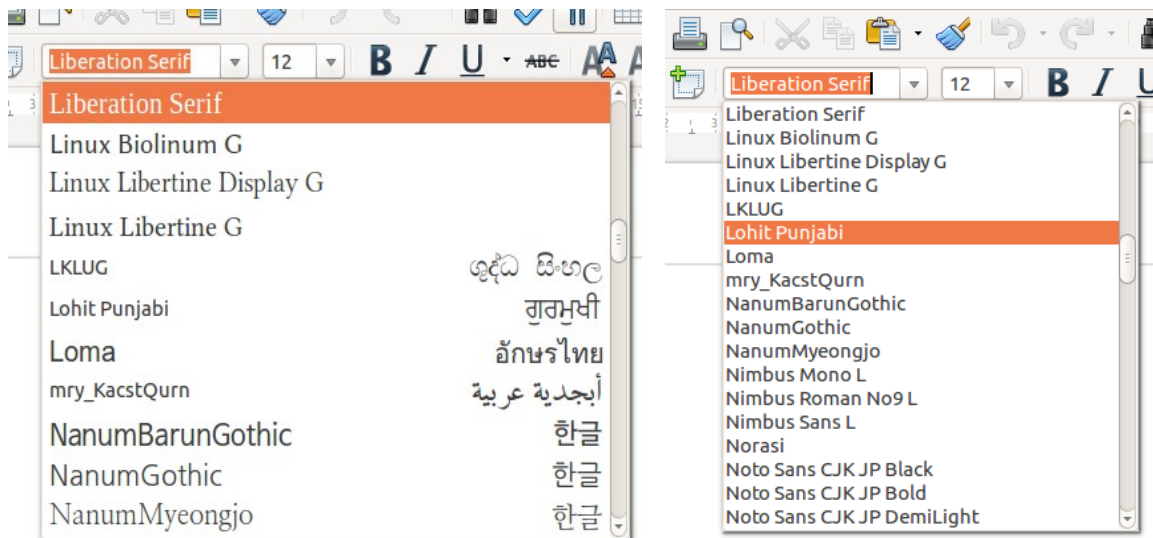 Liberation Serif 12 B I U ABC A
Liberation Serif
Linux Biolinum G
Linux Libertine Display G
Linux Libertine G
LKLUG ශුද්ධ සිංහල
Lohit Punjabi ਗੁਰਮੁਖੀ
Loma อักษรไทย
mry_KacstQurn أبجدية عربية
NanumBarunGothic 한글
NanumGothic 한글
NanumMyeongjo 한글
Liberation Serif 12 B I U
Liberation Serif
Linux Biolinum G
Linux Libertine Display G
Linux Libertine G
LKLUG
Lohit Punjabi
Loma
mry_KacstQurn
NanumBarunGothic
NanumGothic
NanumMyeongjo
Nimbus Mono L
Nimbus Roman No9 L
Nimbus Sans L
Norasi
Noto Sans CJK JP Black
Noto Sans CJK JP Bold
Noto Sans CJK JP DemiLight